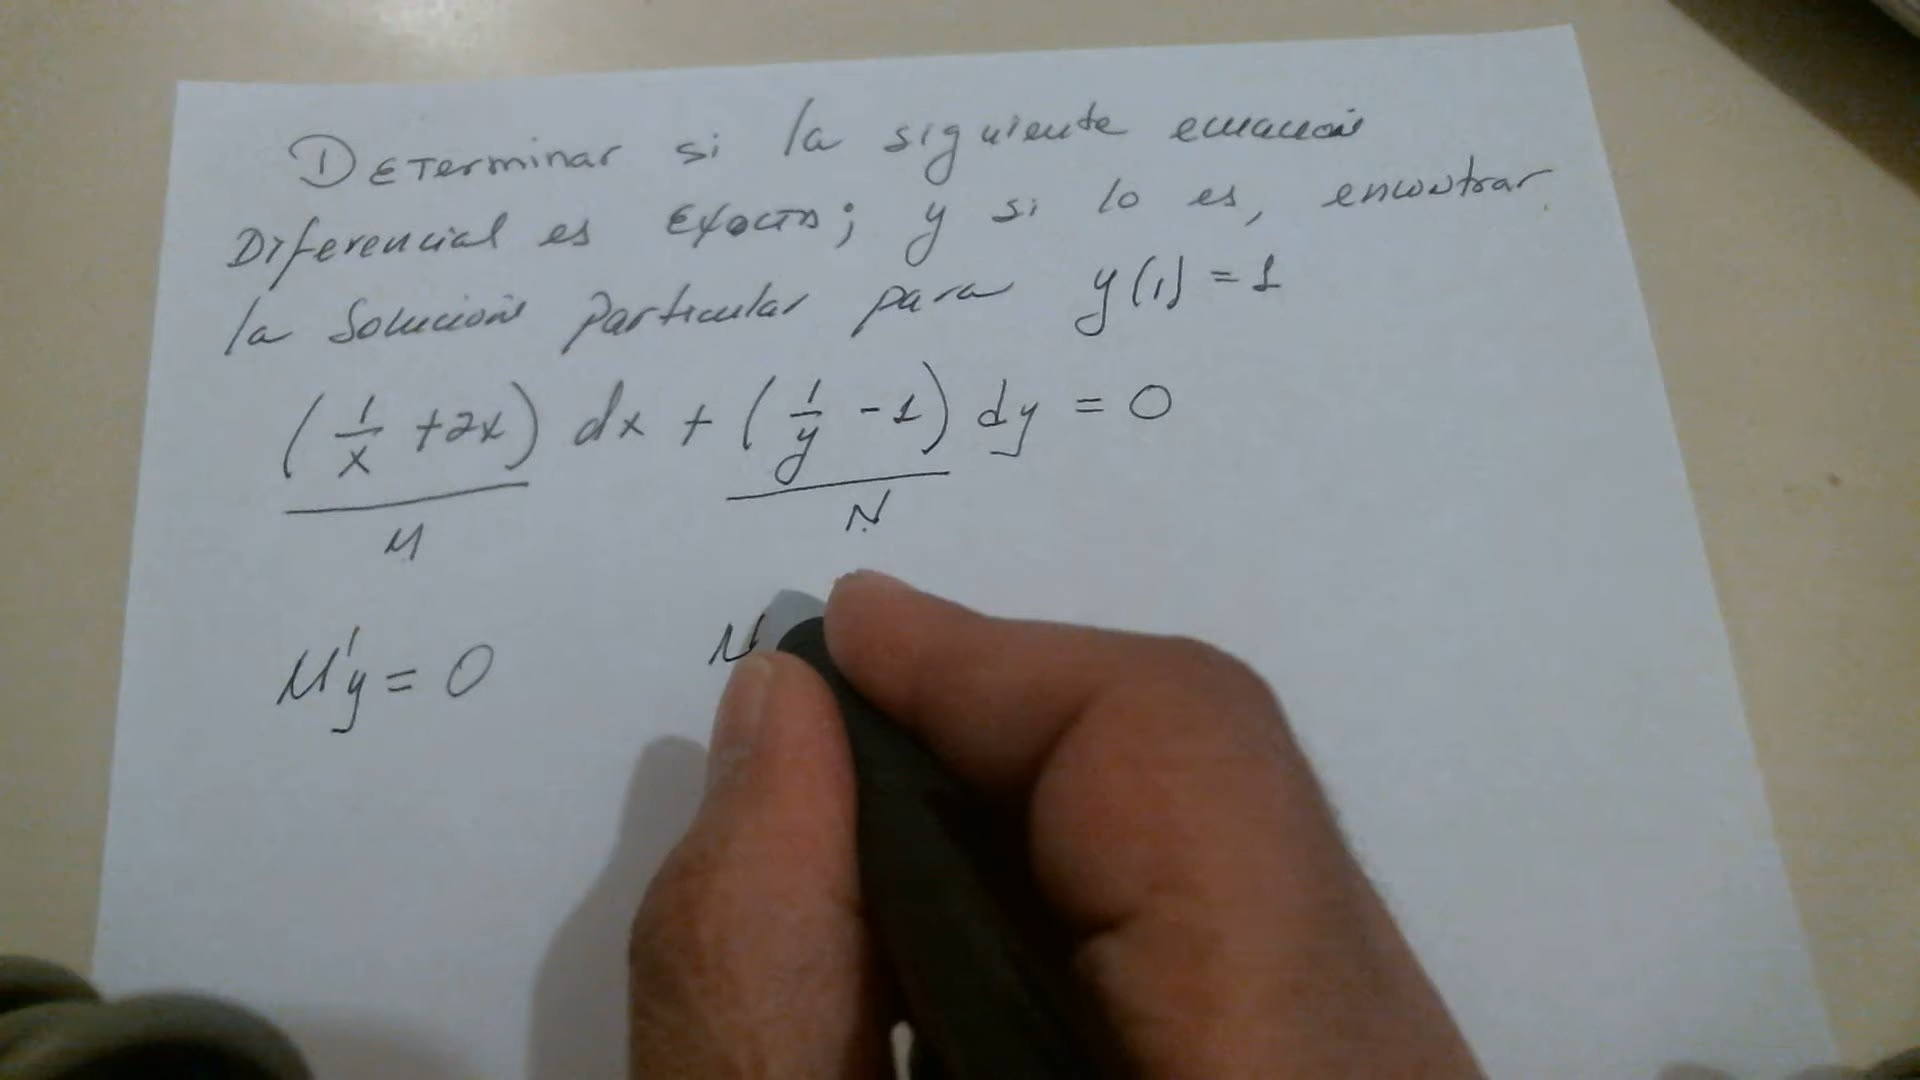 Determinar si la siguiente ecuación
Diferencial es Exacta; y si lo es, encontrar
la solución particular para y(1) = 1
(1/x + 2x) dx + (1/y - 1) dy = 0
M N
M'y = 0 N'